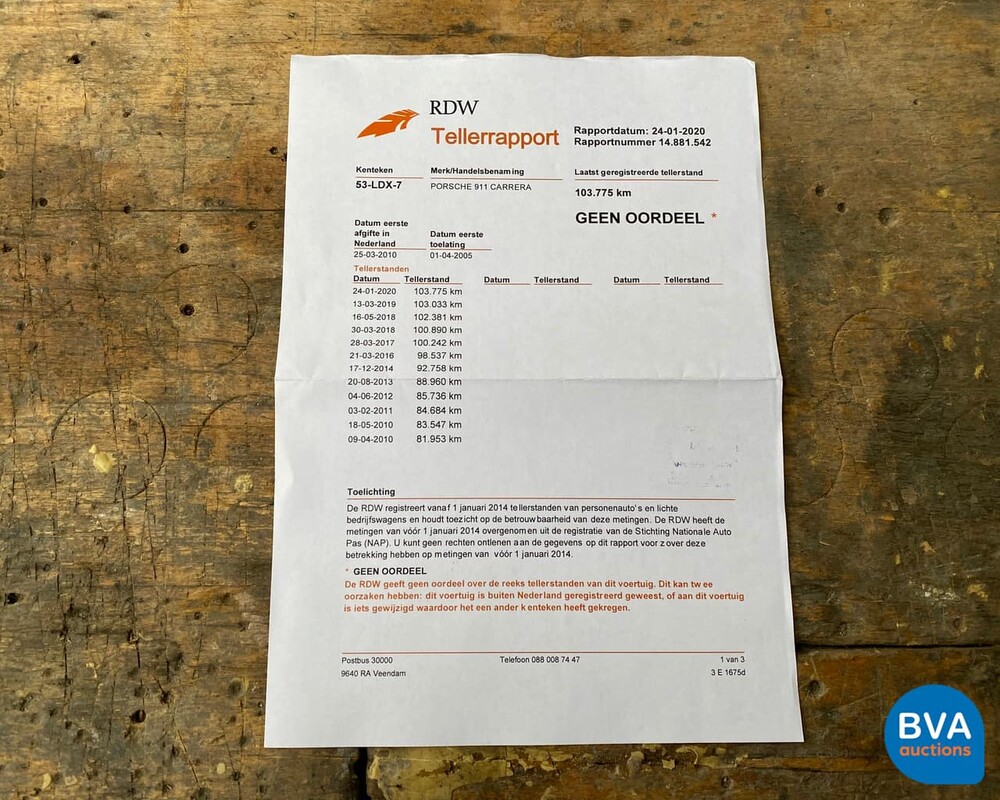 RDW
Tellerrapport
Rapportdatum: 24-01-2020
Rapportnummer 14.881.542
Kenteken Merk/Handelsbenaming Laatst geregistreerde tellerstand
53-LDX-7 PORSCHE 911 CARRERA 103.775 km
GEEN OORDEEL *
Datum eerste
afgifte in
Nederland
25-03-2010
Datum eerste
toelating
01-04-2005
Tellerstanden
Datum Tellerstand Datum Tellerstand Datum Tellerstand
24-01-2020 103.775 km
13-03-2019 103.033 km
16-05-2018 102.381 km
30-03-2018 100.890 km
28-03-2017 100.242 km
21-03-2016 98.537 km
17-12-2014 92.758 km
20-08-2013 88.960 km
04-06-2012 85.736 km
03-02-2011 84.684 km
18-05-2010 83.547 km
09-04-2010 81.953 km
Toelichting
De RDW registreert vanaf 1 januari 2014 tellerstanden van personenauto's en lichte
bedrijfswagens en houdt toezicht op de betrouwbaarheid van deze metingen. De RDW heeft de
metingen van vóór 1 januari 2014 overgenomen uit de registratie van de Stichting Nationale Auto
Pas (NAP). U kunt geen rechten ontlenen aan de gegevens op dit rapport voor zover deze
betrekking hebben op metingen van vóór 1 januari 2014.
* GEEN OORDEEL
De RDW geeft geen oordeel over de reeks tellerstanden van dit voertuig. Dit kan twee
oorzaken hebben: dit voertuig is buiten Nederland geregistreerd geweest, of aan dit voertuig
is iets gewijzigd waardoor het een ander kenteken heeft gekregen.
Postbus 30000 Telefoon 088 008 74 47 1 van 3
9640 RA Veendam 3 E 1675d
BVA
auctions